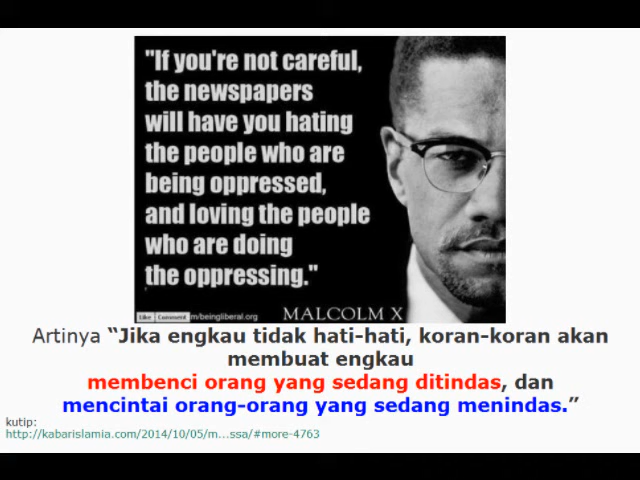 "If you're not careful,
the newspapers
will have you hating
the people who are
being oppressed,
and loving the people
who are doing
the oppressing."
Like Comment m/beingliberal.org
MALCOLM X
Artinya “Jika engkau tidak hati-hati, koran-koran akan
membuat engkau
membenci orang yang sedang ditindas, dan
mencintai orang-orang yang sedang menindas.”
kutip:
http://kabarislamia.com/2014/10/05/m...ssa/#more-4763